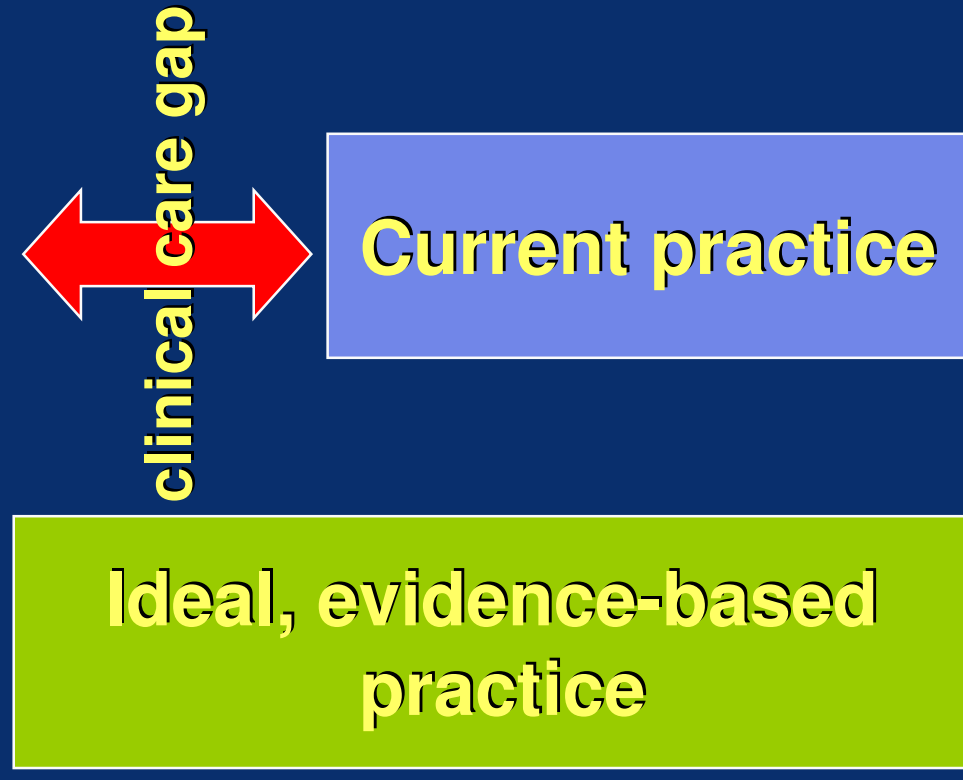 clinical care gap
Current practice
Ideal, evidence-based
practice